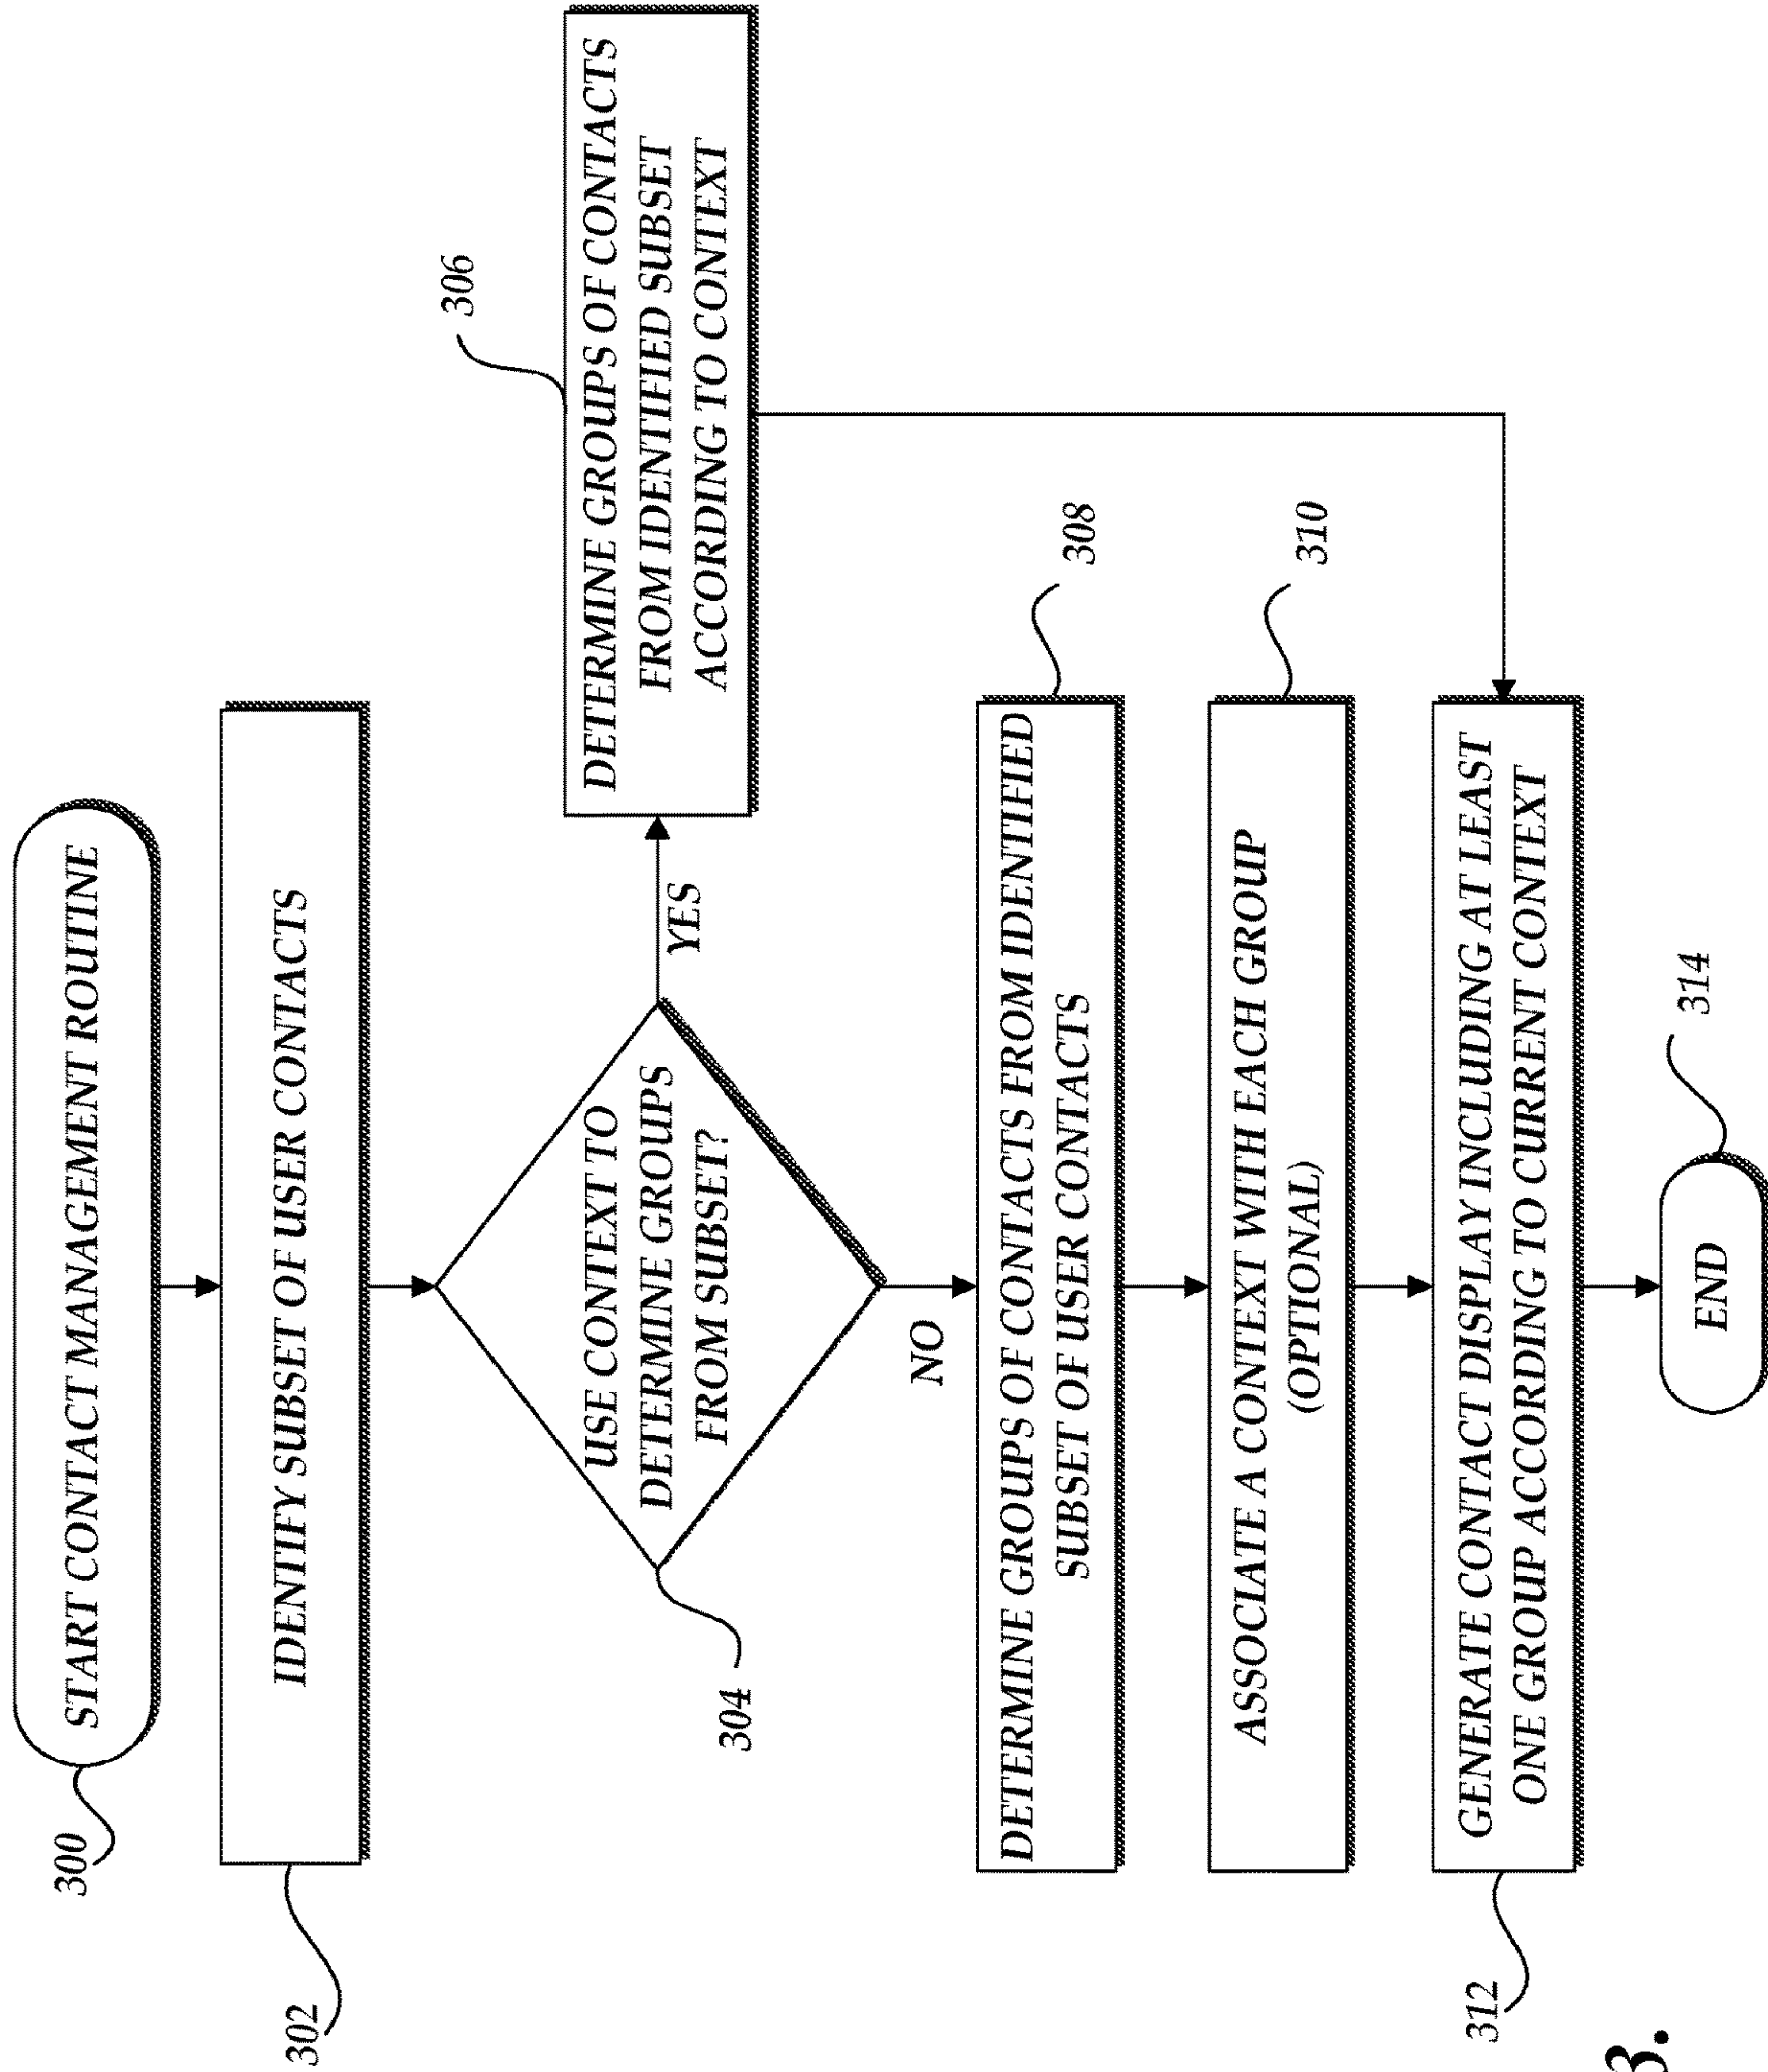 300
START CONTACT MANAGEMENT ROUTINE
302
IDENTIFY SUBSET OF USER CONTACTS
304
USE CONTEXT TO
DETERMINE GROUPS
FROM SUBSET?
YES
306
DETERMINE GROUPS OF CONTACTS
FROM IDENTIFIED SUBSET
ACCORDING TO CONTEXT
NO
308
DETERMINE GROUPS OF CONTACTS FROM IDENTIFIED
SUBSET OF USER CONTACTS
310
ASSOCIATE A CONTEXT WITH EACH GROUP
(OPTIONAL)
312
GENERATE CONTACT DISPLAY INCLUDING AT LEAST
ONE GROUP ACCORDING TO CURRENT CONTEXT
314
END
3.